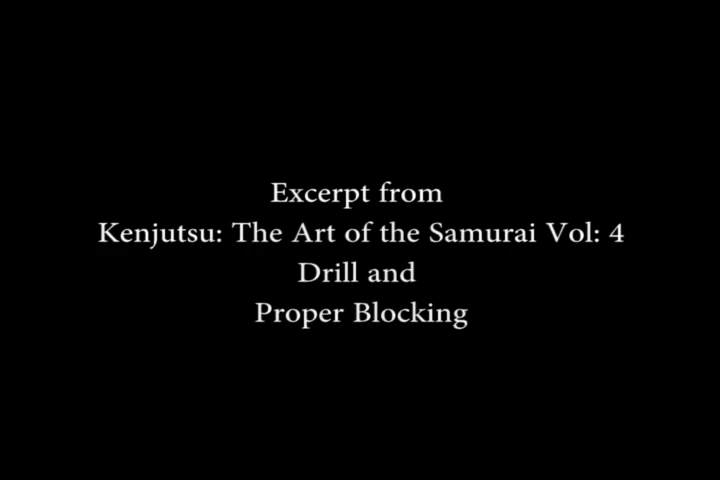 Excerpt from
Kenjutsu: The Art of the Samurai Vol: 4
Drill and
Proper Blocking